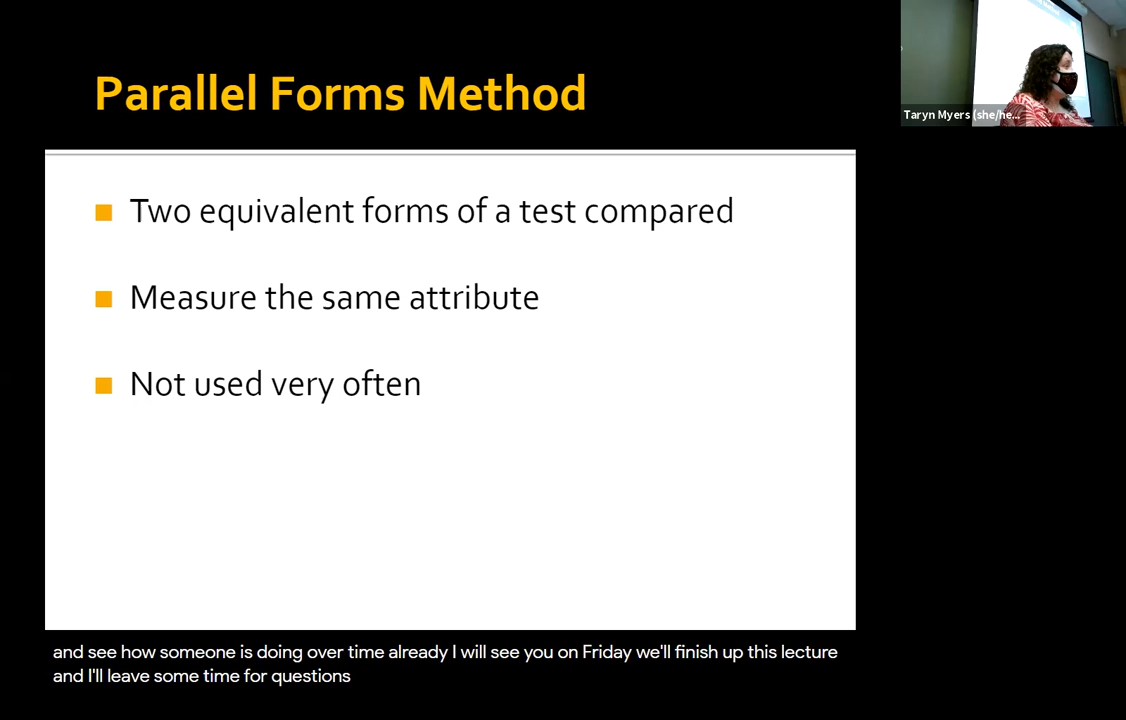 Parallel Forms Method
Taryn Myers (she/he...
Two equivalent forms of a test compared
Measure the same attribute
Not used very often
and see how someone is doing over time already I will see you on Friday we'll finish up this lecture
and I'll leave some time for questions